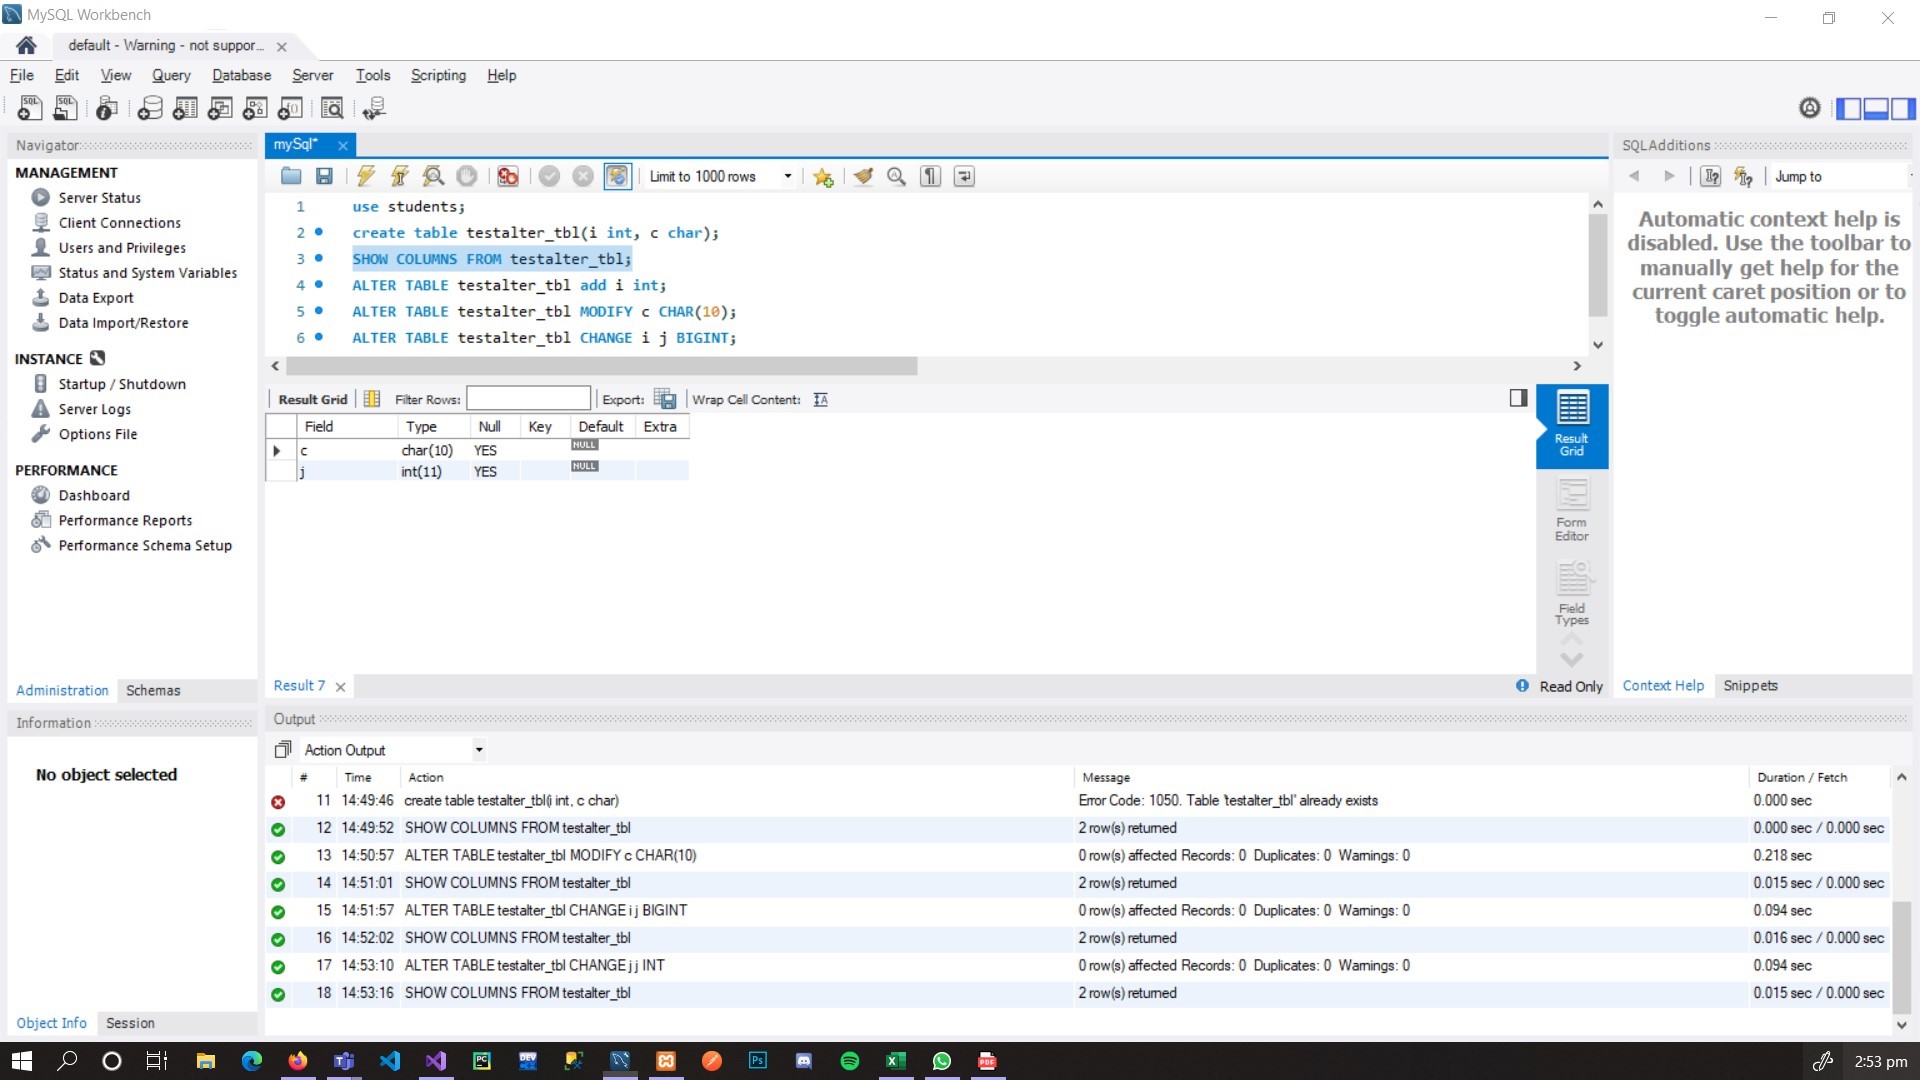 MySQL Workbench
default - Warning - not suppor...
File Edit View Query Database Server Tools Scripting Help
Navigator
MANAGEMENT
Server Status
Client Connections
Users and Privileges
Status and System Variables
Data Export
Data Import/Restore
INSTANCE
Startup / Shutdown
Server Logs
Options File
PERFORMANCE
Dashboard
Performance Reports
Performance Schema Setup
Administration Schemas
Information
No object selected
Object Info Session
mySql*
Limit to 1000 rows
1 use students;
2 create table testalter_tbl(i int, c char);
3 SHOW COLUMNS FROM testalter_tbl;
4 ALTER TABLE testalter_tbl add i int;
5 ALTER TABLE testalter_tbl MODIFY c CHAR(10);
6 ALTER TABLE testalter_tbl CHANGE i j BIGINT;
Result Grid Filter Rows: Export: Wrap Cell Content:
Field Type Null Key Default Extra
c char(10) YES NULL
j int(11) YES NULL
Result Grid
Form Editor
Field Types
Result 7
Read Only
SQLAdditions
Jump to
Automatic context help is
disabled. Use the toolbar to
manually get help for the
current caret position or to
toggle automatic help.
Context Help Snippets
Output
Action Output
# Time Action Message Duration / Fetch
11 14:49:46 create table testalter_tbl(i int, c char) Error Code: 1050. Table 'testalter_tbl' already exists 0.000 sec
12 14:49:52 SHOW COLUMNS FROM testalter_tbl 2 row(s) returned 0.000 sec / 0.000 sec
13 14:50:57 ALTER TABLE testalter_tbl MODIFY c CHAR(10) 0 row(s) affected Records: 0 Duplicates: 0 Warnings: 0 0.218 sec
14 14:51:01 SHOW COLUMNS FROM testalter_tbl 2 row(s) returned 0.015 sec / 0.000 sec
15 14:51:57 ALTER TABLE testalter_tbl CHANGE i j BIGINT 0 row(s) affected Records: 0 Duplicates: 0 Warnings: 0 0.094 sec
16 14:52:02 SHOW COLUMNS FROM testalter_tbl 2 row(s) returned 0.016 sec / 0.000 sec
17 14:53:10 ALTER TABLE testalter_tbl CHANGE j j INT 0 row(s) affected Records: 0 Duplicates: 0 Warnings: 0 0.094 sec
18 14:53:16 SHOW COLUMNS FROM testalter_tbl 2 row(s) returned 0.015 sec / 0.000 sec
2:53 pm